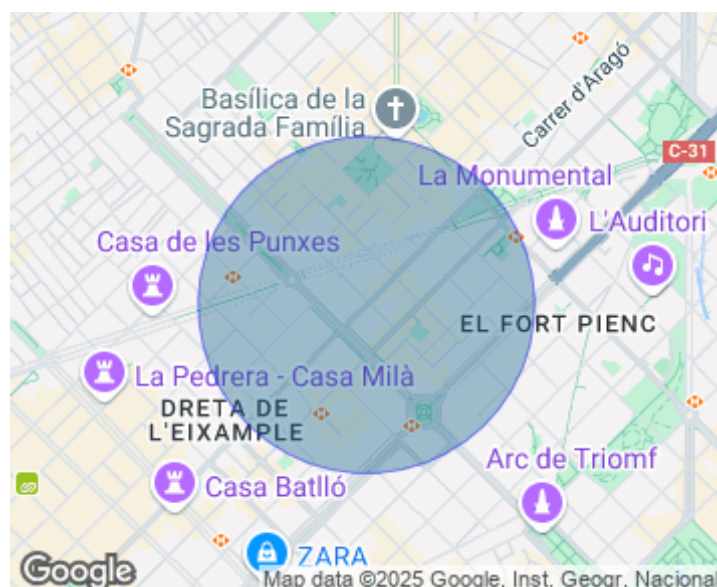 Basílica de la
Sagrada Família
Carrer d'Aragó
C-31
La Monumental
L'Auditori
Casa de les Punxes
EL FORT PIENC
La Pedrera - Casa Milà
DRETA DE
L'EIXAMPLE
Arc de Triomf
Casa Batlló
ZARA
Google
Map data ©2025 Google, Inst. Geogr. Nacional